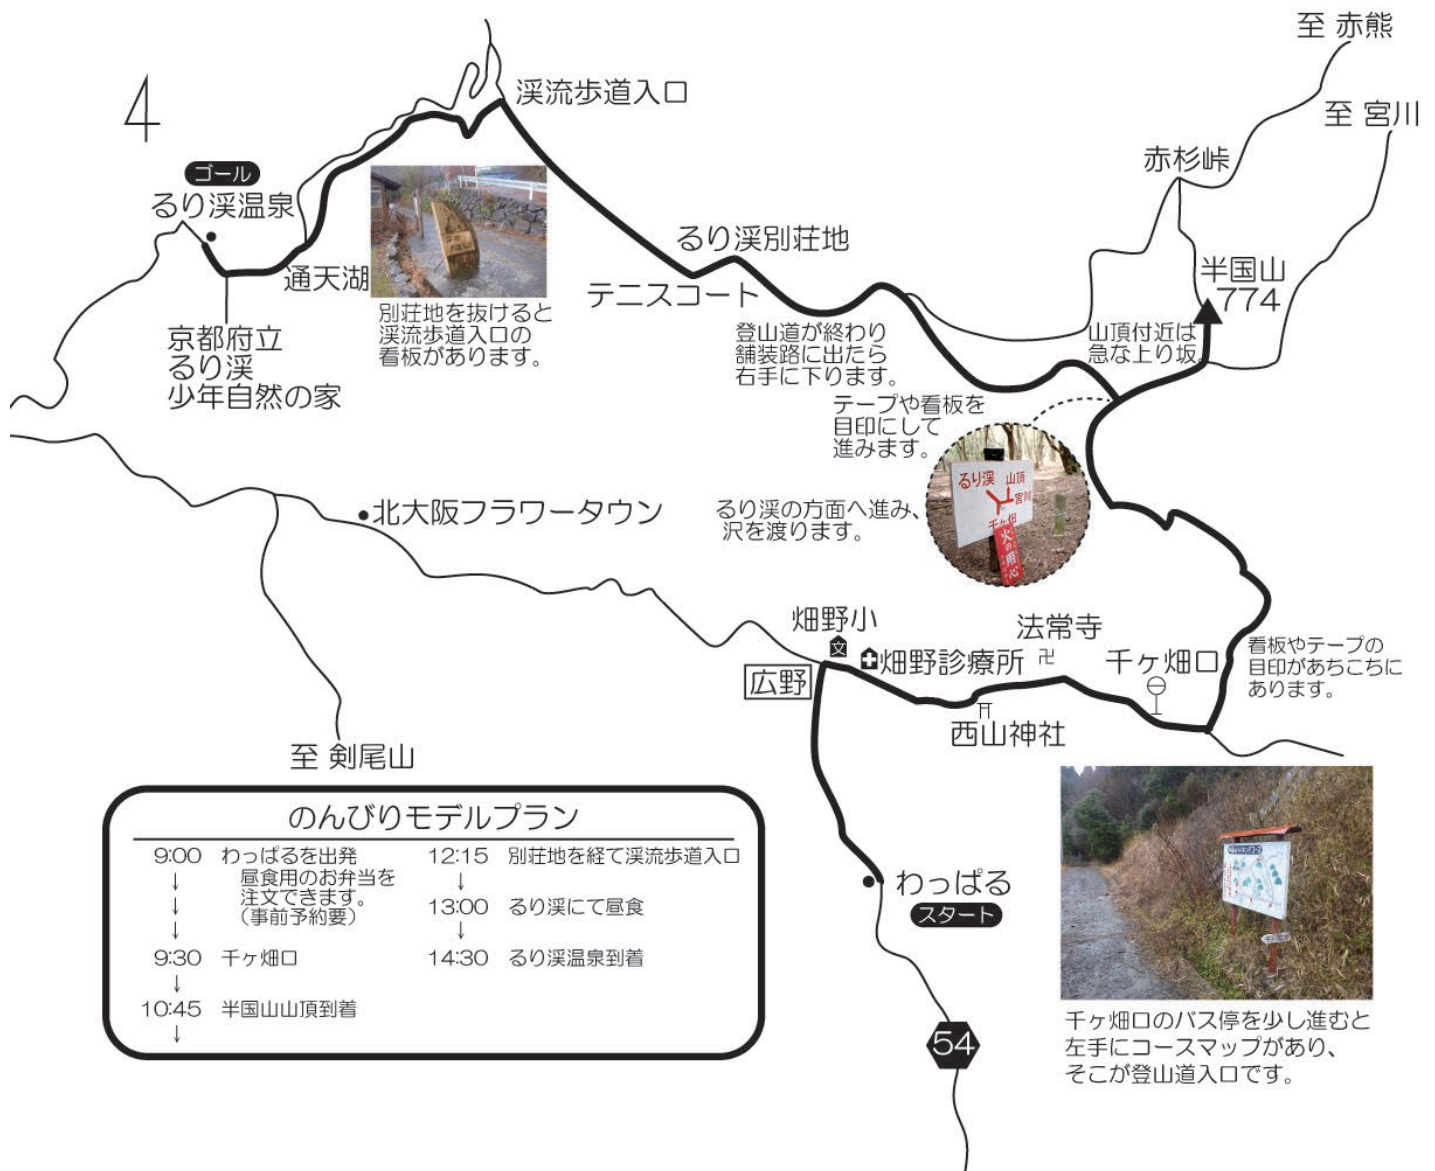 至 赤熊
至 宮川
4
渓流歩道入口
赤杉峠
ゴール
るり渓温泉
るり渓別荘地
半国山
774
通天湖
テニスコート
別荘地を抜けると
渓流歩道入口の
看板があります。
京都府立
るり渓
少年自然の家
登山道が終わり
舗装路に出たら
右手に下ります。
山頂付近は
急な上り坂。
テープや看板を
目印にして
進みます。
るり渓 山頂
宮川
千ヶ畑
火の用心
るり渓の方面へ進み、
沢を渡ります。
北大阪フラワータウン
畑野小
文
畑野診療所
法常寺
卍
千ヶ畑口
広野
西山神社
看板やテープの
目印があちこちに
あります。
至 剣尾山
のんびりモデルプラン
9:00 わっぱるを出発
昼食用のお弁当を
注文できます。
（事前予約要）
↓
↓
↓
9:30 千ヶ畑口
↓
10:45 半国山山頂到着
↓
12:15 別荘地を経て渓流歩道入口
↓
13:00 るり渓にて昼食
↓
14:30 るり渓温泉到着
わっぱる
スタート
54
千ヶ畑口のバス停を少し進むと
左手にコースマップがあり、
そこが登山道入口です。